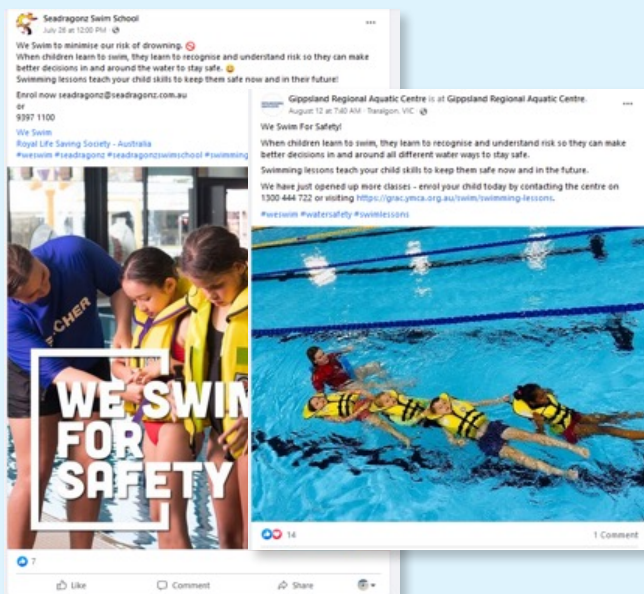 Seadragonz Swim School
July 28 at 12:00 PM
We Swim to minimise our risk of drowning.
When children learn to swim, they learn to recognise and understand risk so they can make
better decisions in and around the water to stay safe.
Swimming lessons teach your child skills to keep them safe now and in their future!
Enrol now seadragonz@seadragonz.com.au
or
9397 1100
We Swim
Royal Life Saving Society - Australia
#weswim #seadragonz #seadragonzswimschool #swimming
CHER
WE SWIM
FOR
SAFETY
7
Like Comment Share
Gippsland Regional Aquatic Centre is at Gippsland Regional Aquatic Centre.
August 12 at 7:40 AM · Traralgon, VIC
We Swim For Safety!
When children learn to swim, they learn to recognise and understand risk so they can make
better decisions in and around all different water ways to stay safe.
Swimming lessons teach your child skills to keep them safe now and in the future.
We have just opened up more classes - enrol your child today by contacting the centre on
1300 444 722 or visiting https://grac.ymca.org.au/swim/swimming-lessons.
#weswim #watersafety #swimlessons
14
1 Comment